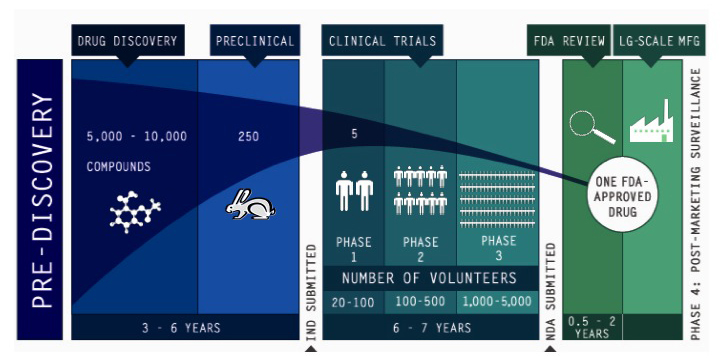 DRUG DISCOVERY
PRECLINICAL
CLINICAL TRIALS
FDA REVIEW
LG-SCALE MFG
PRE-DISCOVERY
5,000 - 10,000
COMPOUNDS
250
5
ONE FDA-
APPROVED
DRUG
PHASE
1
PHASE
2
PHASE
3
NUMBER OF VOLUNTEERS
20-100
100-500
1,000-5,000
3 - 6 YEARS
IND SUBMITTED
6 - 7 YEARS
NDA SUBMITTED
0.5 - 2
YEARS
PHASE 4: POST-MARKETING SURVEILLANCE